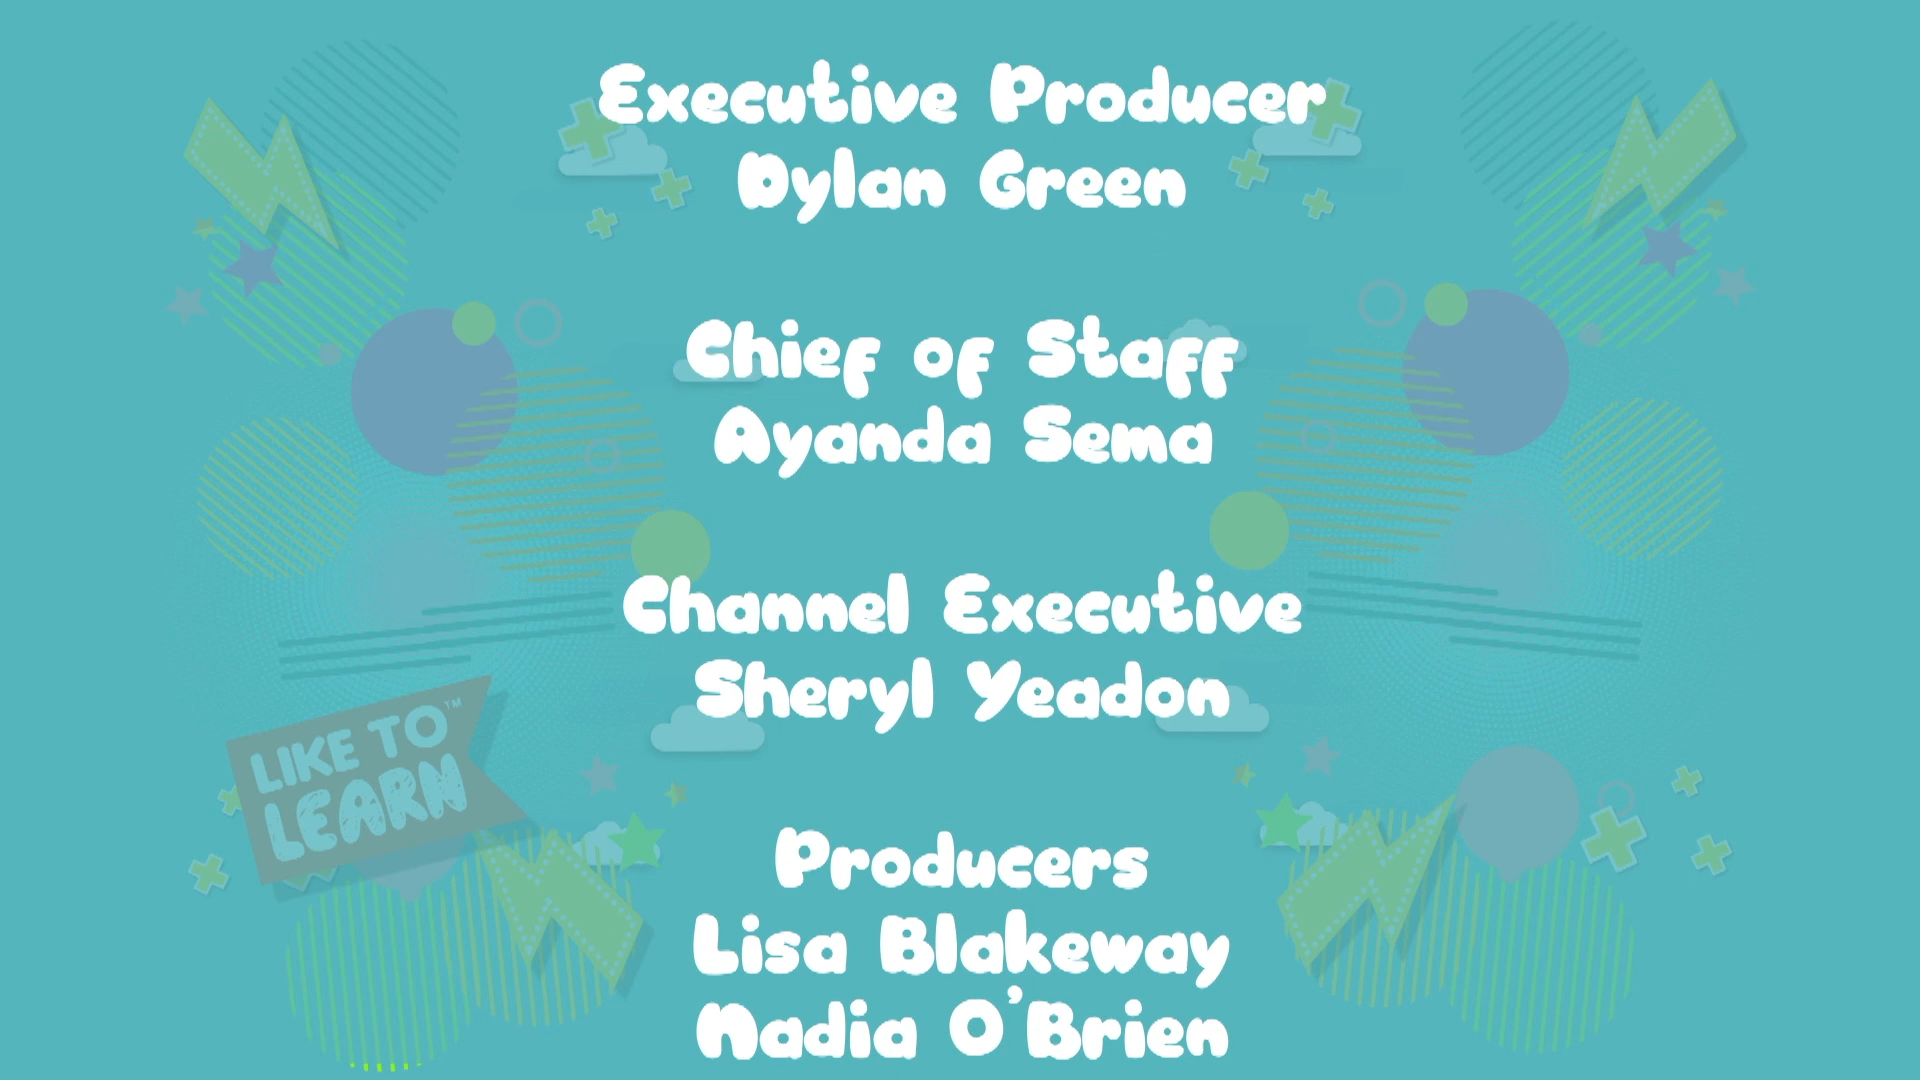 Executive Producer
Dylan Green
Chief of Staff
Ayanda Sema
Channel Executive
Sheryl Yeadon
LIKE TO™
LEARN
Producers
Lisa Blakeway
Nadia O'Brien